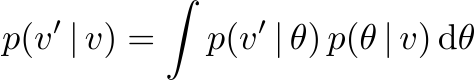 p(v′ | v) = ∫ p(v′ | θ) p(θ | v) dθ